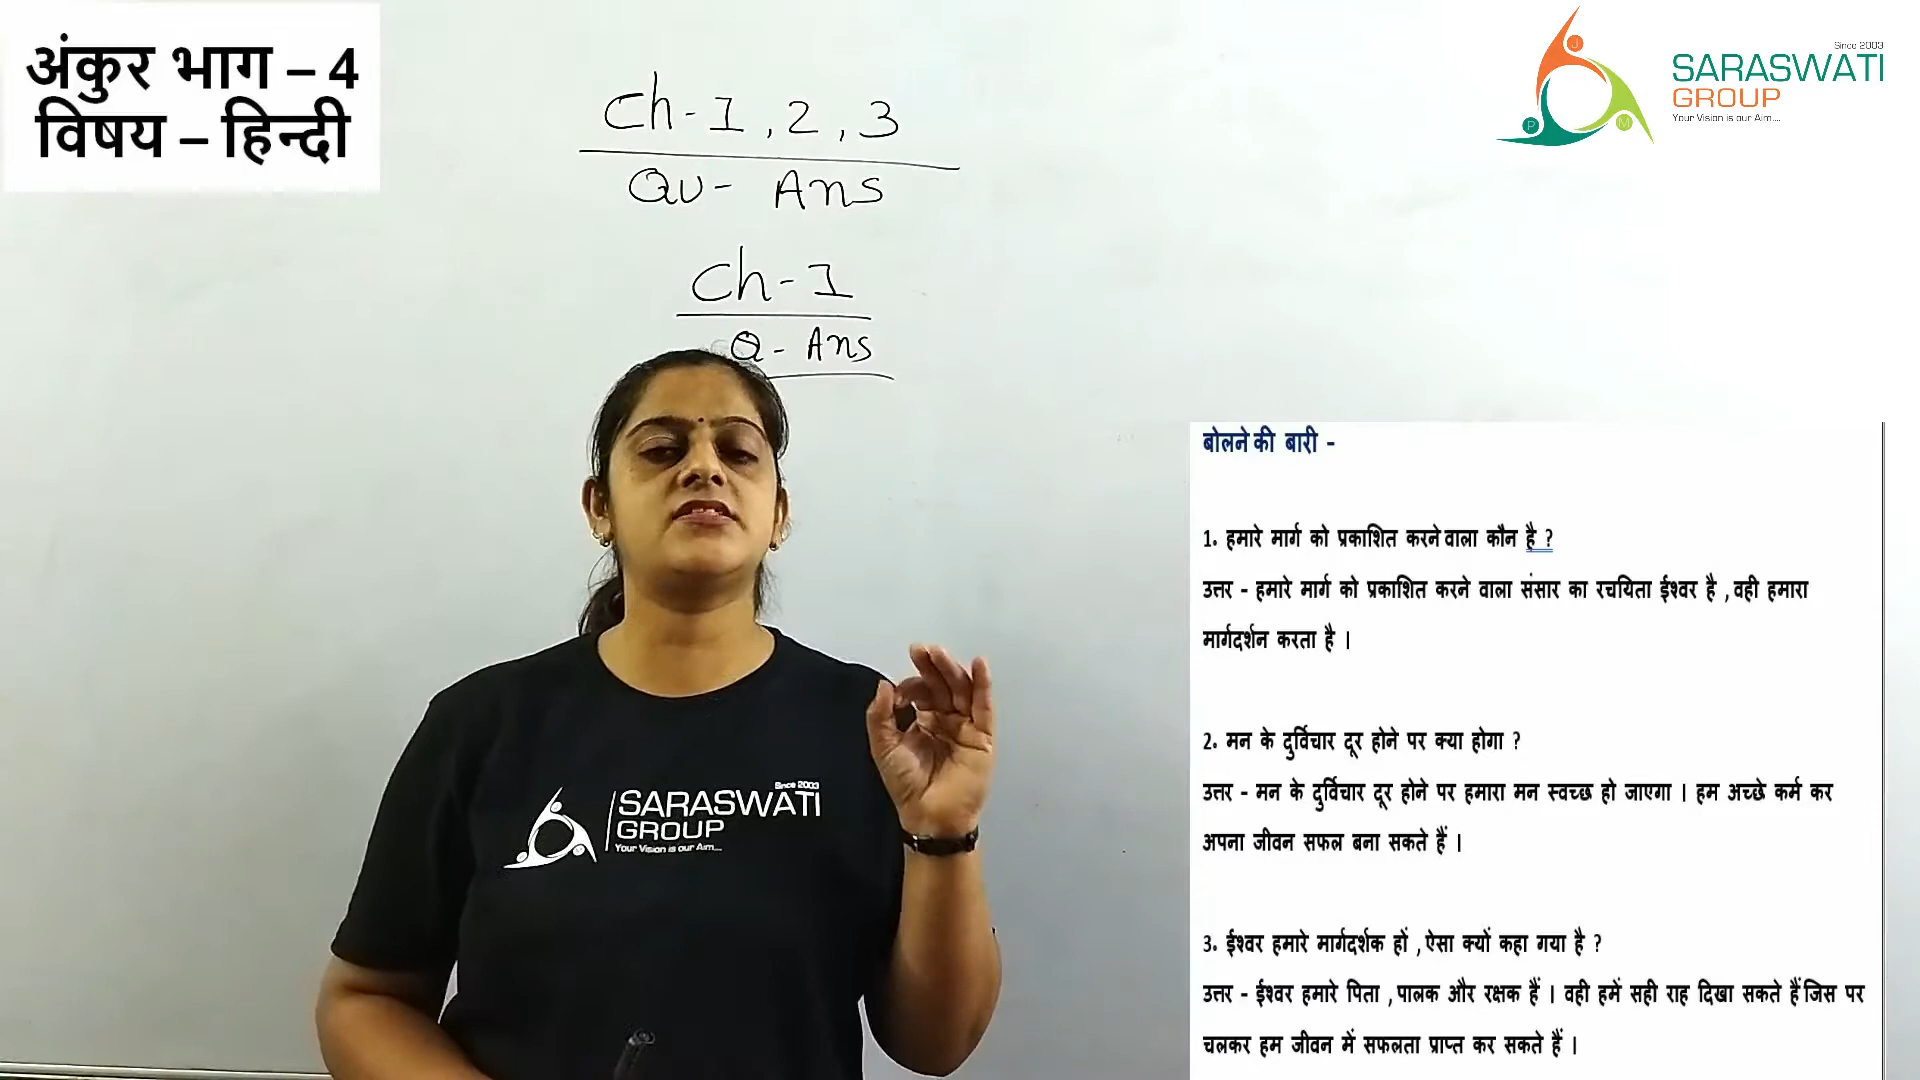 अंकुर भाग – 4
विषय – हिन्दी
Ch-1, 2, 3
Qu- Ans
Ch-1
Q- Ans
Since 2003
SARASWATI
GROUP
Your Vision is our Aim....
J
P
M
बोलने की बारी -
1. हमारे मार्ग को प्रकाशित करने वाला कौन है ?
उत्तर - हमारे मार्ग को प्रकाशित करने वाला संसार का रचयिता ईश्वर है ,वही हमारा
मार्गदर्शन करता है ।
2. मन के दुर्विचार दूर होने पर क्या होगा ?
उत्तर - मन के दुर्विचार दूर होने पर हमारा मन स्वच्छ हो जाएगा । हम अच्छे कर्म कर
अपना जीवन सफल बना सकते हैं ।
3. ईश्वर हमारे मार्गदर्शक हों ,ऐसा क्यों कहा गया है ?
उत्तर - ईश्वर हमारे पिता ,पालक और रक्षक हैं । वही हमें सही राह दिखा सकते हैं जिस पर
चलकर हम जीवन में सफलता प्राप्त कर सकते हैं ।
Since 2003
SARASWATI
GROUP
Your Vision is our Aim....